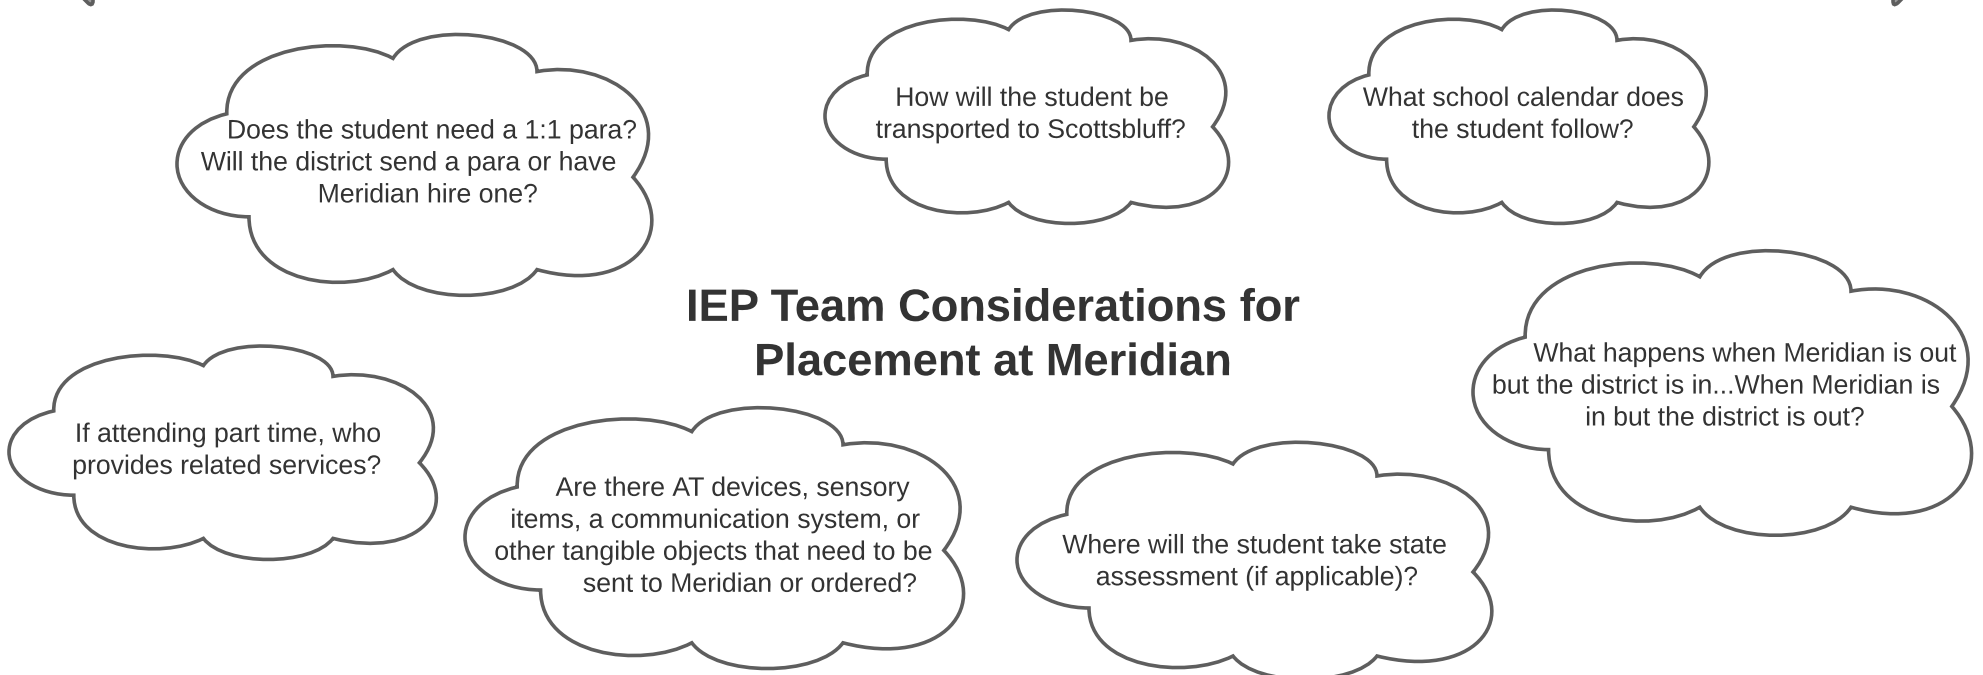 Does the student need a 1:1 para?
Will the district send a para or have
Meridian hire one?
How will the student be
transported to Scottsbluff?
What school calendar does
the student follow?
IEP Team Considerations for
Placement at Meridian
What happens when Meridian is out
but the district is in...When Meridian is
in but the district is out?
If attending part time, who
provides related services?
Are there AT devices, sensory
items, a communication system, or
other tangible objects that need to be
sent to Meridian or ordered?
Where will the student take state
assessment (if applicable)?